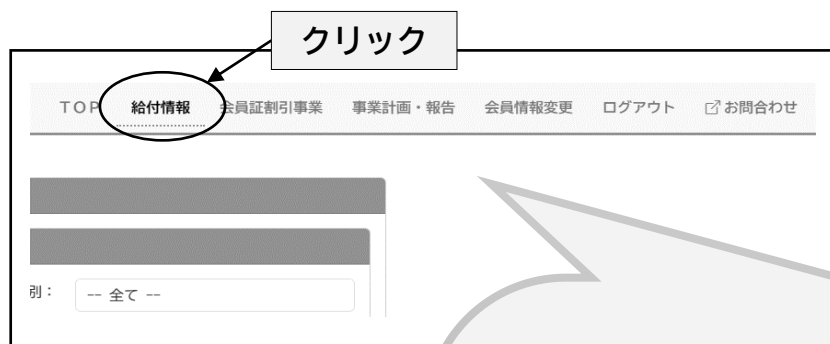 クリック
TOP 給付情報 会員証割引事業 事業計画・報告 会員情報変更 ログアウト お問合わせ
別： -- 全て --